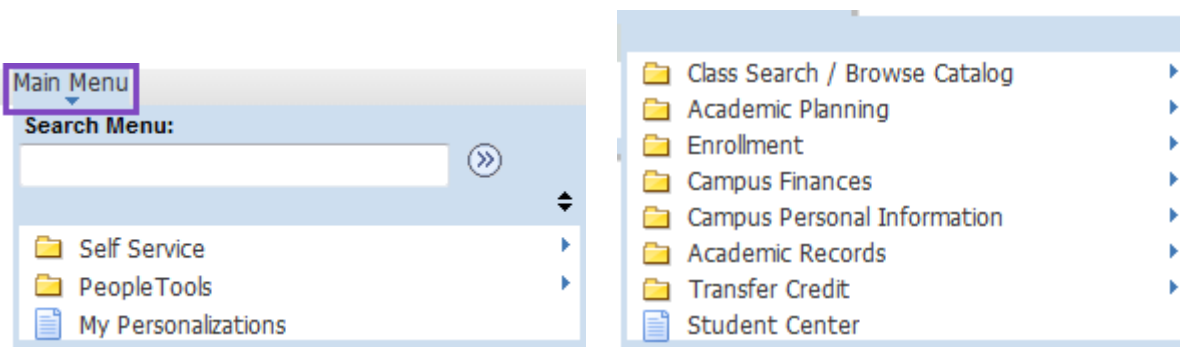 Main Menu
Search Menu:
Self Service
PeopleTools
My Personalizations
Class Search / Browse Catalog
Academic Planning
Enrollment
Campus Finances
Campus Personal Information
Academic Records
Transfer Credit
Student Center